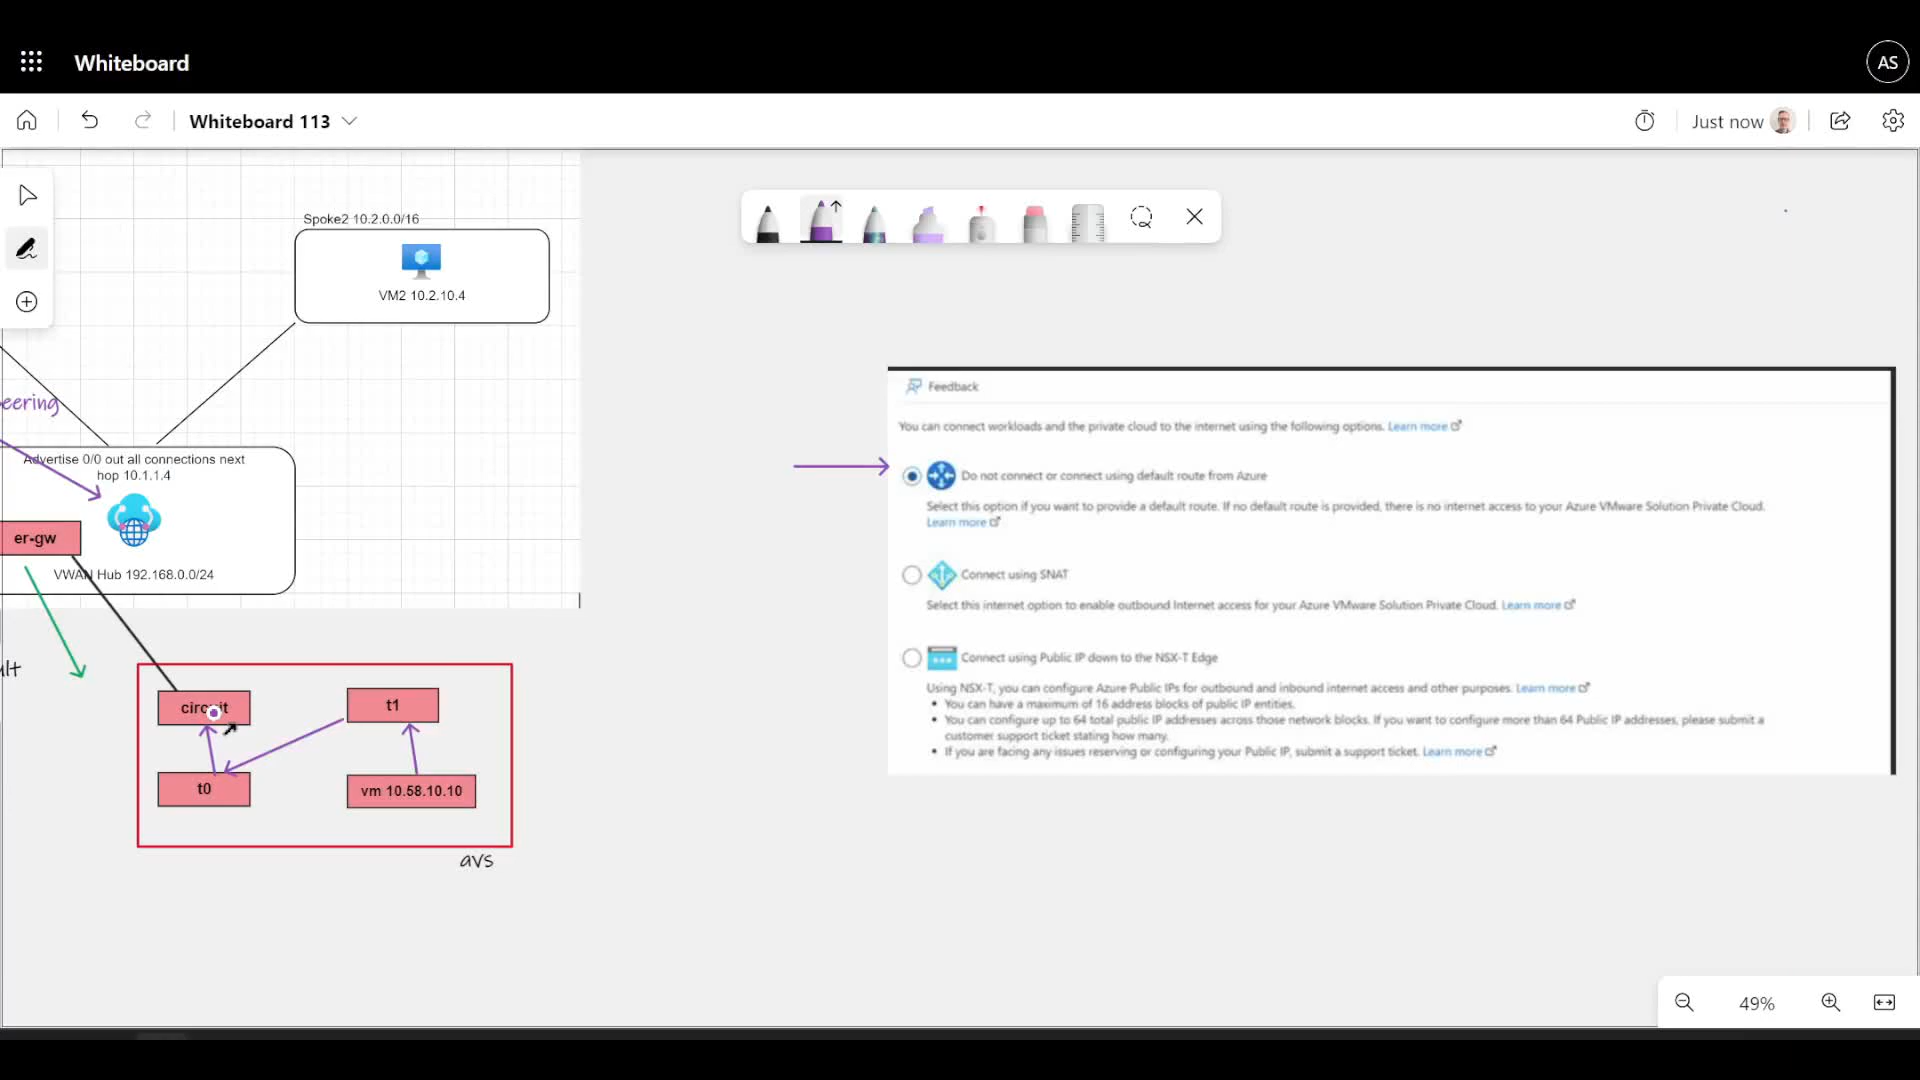 Whiteboard
AS
Whiteboard 113
Just now
Spoke2 10.2.0.0/16
VM2 10.2.10.4
eering
Advertise 0/0 out all connections next
hop 10.1.1.4
er-gw
VWAN Hub 192.168.0.0/24
ult
circuit
t1
t0
vm 10.58.10.10
avs
Feedback
You can connect workloads and the private cloud to the internet using the following options. Learn more
Do not connect or connect using default route from Azure
Select this option if you want to provide a default route. If no default route is provided, there is no internet access to your Azure VMware Solution Private Cloud.
Learn more
Connect using SNAT
Select this internet option to enable outbound Internet access for your Azure VMware Solution Private Cloud. Learn more
Connect using Public IP down to the NSX-T Edge
Using NSX-T, you can configure Azure Public IPs for outbound and inbound internet access and other purposes. Learn more
• You can have a maximum of 16 address blocks of public IP entities.
• You can configure up to 64 total public IP addresses across those network blocks. If you want to configure more than 64 Public IP addresses, please submit a
customer support ticket stating how many.
• If you are facing any issues reserving or configuring your Public IP, submit a support ticket. Learn more
49%